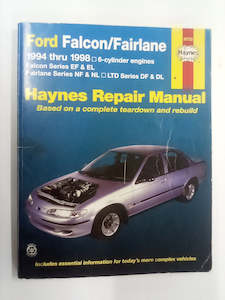 Ford Falcon/Fairlane
1994 thru 1998 □ 6-cylinder engines
Falcon Series EF & EL
Fairlane Series NF & NL □ LTD Series DF & DL
Haynes
Haynes Repair Manual
Based on a complete teardown and rebuild
Includes essential information for today's more complex vehicles